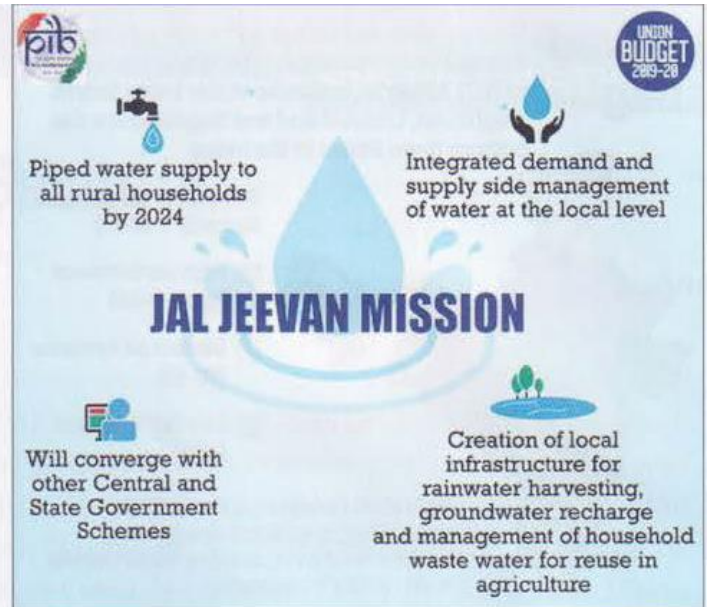 pib
UNION
BUDGET
2019-20
Piped water supply to
all rural households
by 2024
Integrated demand and
supply side management
of water at the local level
JAL JEEVAN MISSION
Will converge with
other Central and
State Government
Schemes
Creation of local
infrastructure for
rainwater harvesting,
groundwater recharge
and management of household
waste water for reuse in
agriculture